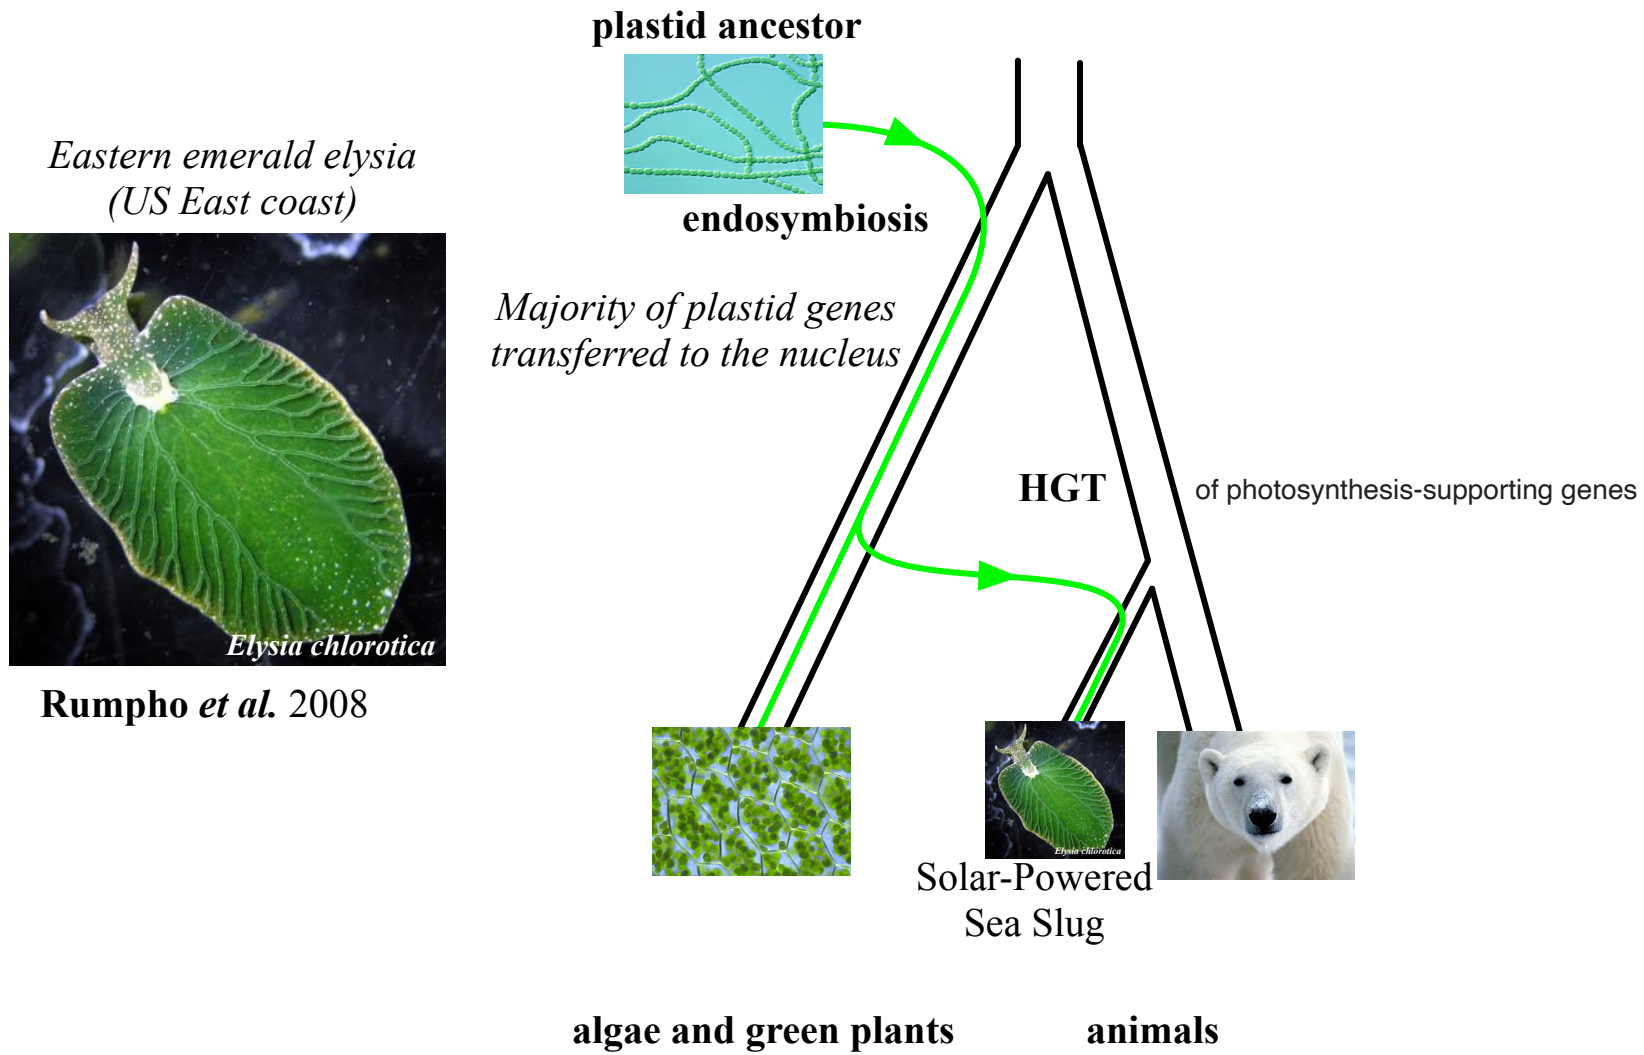 plastid ancestor
Eastern emerald elysia
(US East coast)
endosymbiosis
Majority of plastid genes
transferred to the nucleus
HGT of photosynthesis-supporting genes
Elysia chlorotica
Rumpho et al. 2008
Elysia chlorotica
Solar-Powered
Sea Slug
algae and green plants
animals